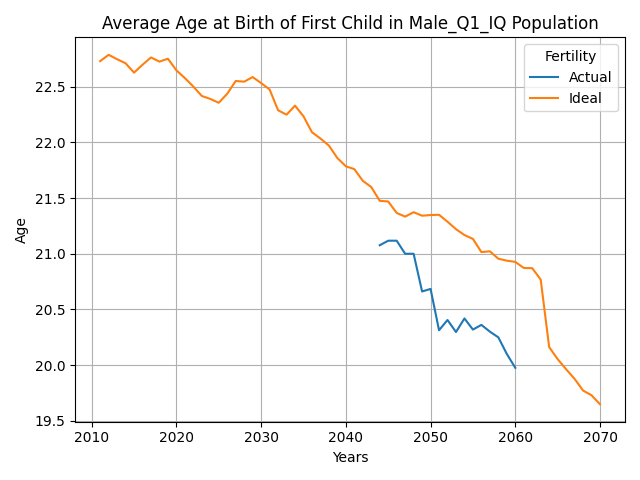 Average Age at Birth of First Child in Male_Q1_IQ Population
Fertility
Actual
Ideal
22.5
22.0
21.5
21.0
20.5
20.0
19.5
Age
2010
2020
2030
2040
2050
2060
2070
Years